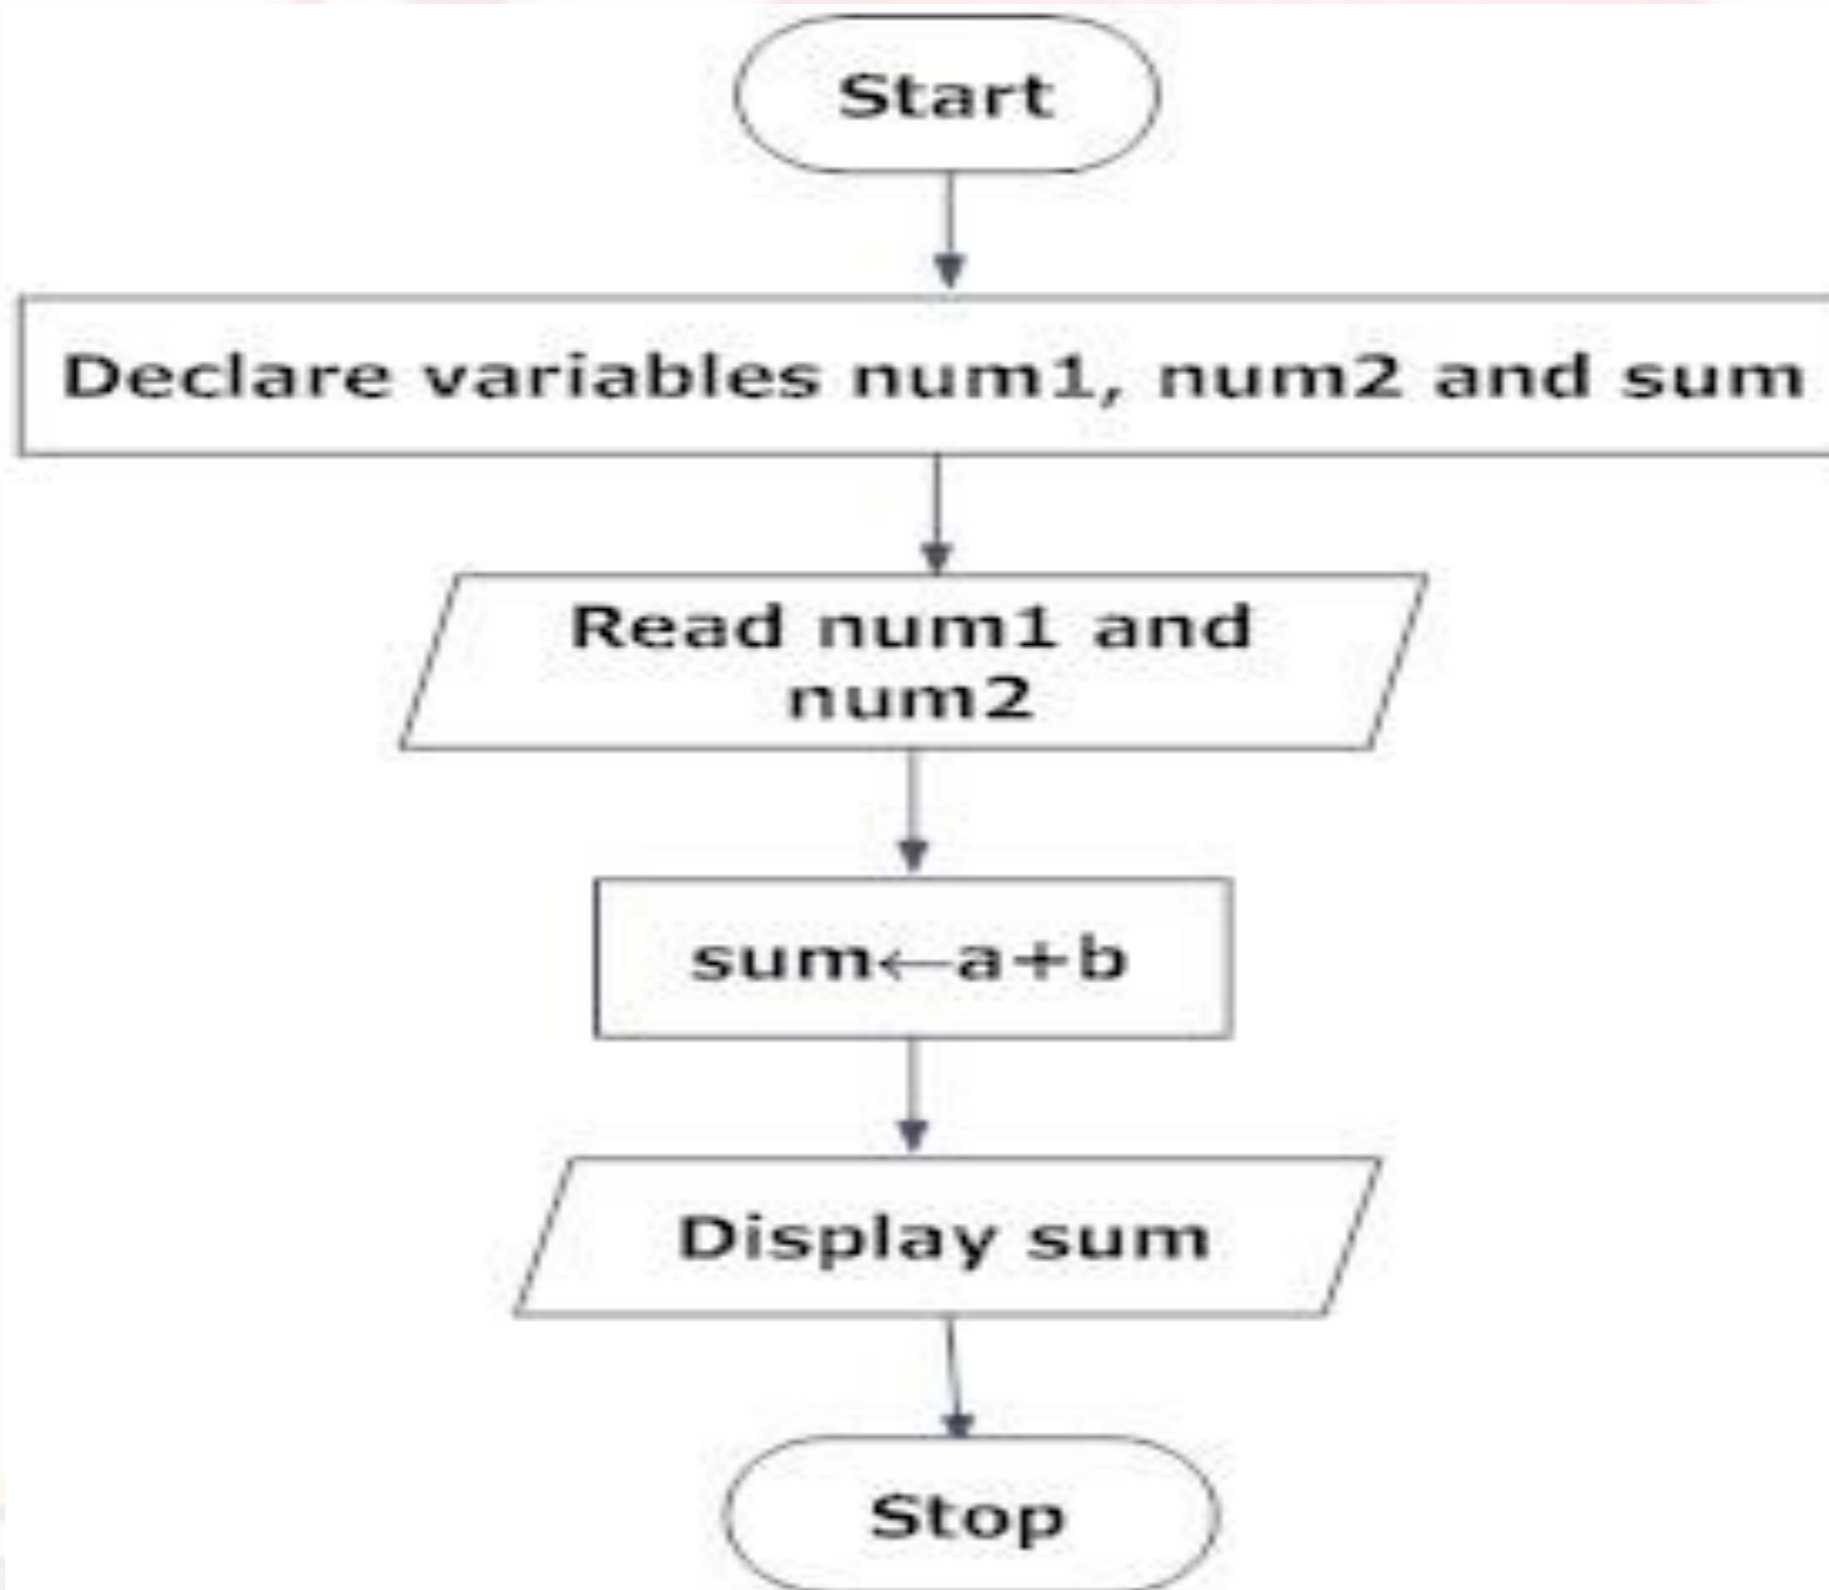 Start
Declare variables num1, num2 and sum
Read num1 and
num2
sum←a+b
Display sum
Stop